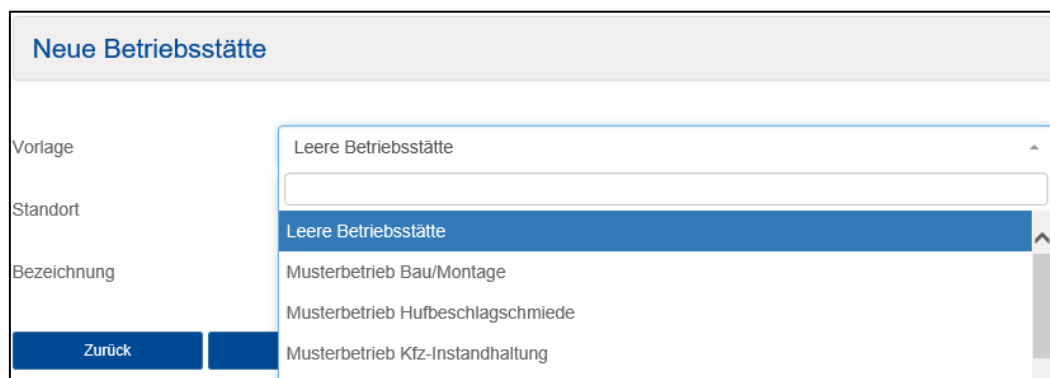 Neue Betriebsstätte
Vorlage
Leere Betriebsstätte
Standort
Leere Betriebsstätte
Bezeichnung
Musterbetrieb Bau/Montage
Musterbetrieb Hufbeschlagschmiede
Zurück
Musterbetrieb Kfz-Instandhaltung